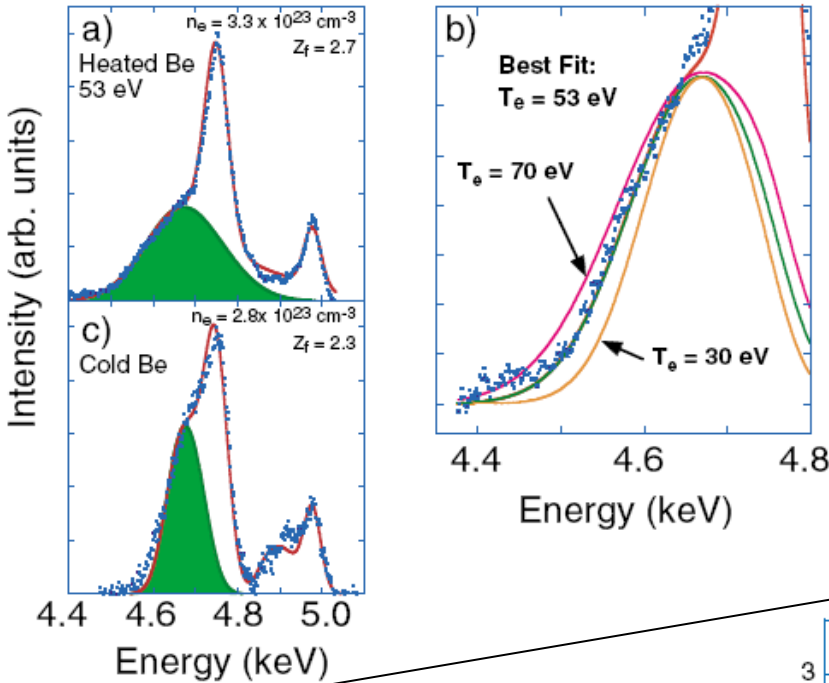 a)
n_e = 3.3 x 10^23 cm^-3
Z_f = 2.7
Heated Be
53 eV
c)
n_e = 2.8x 10^23 cm^-3
Z_f = 2.3
Cold Be
Intensity (arb. units)
4.4 4.6 4.8 5.0
Energy (keV)
b)
Best Fit:
T_e = 53 eV
T_e = 70 eV
T_e = 30 eV
4.4 4.6 4.8
Energy (keV)
3